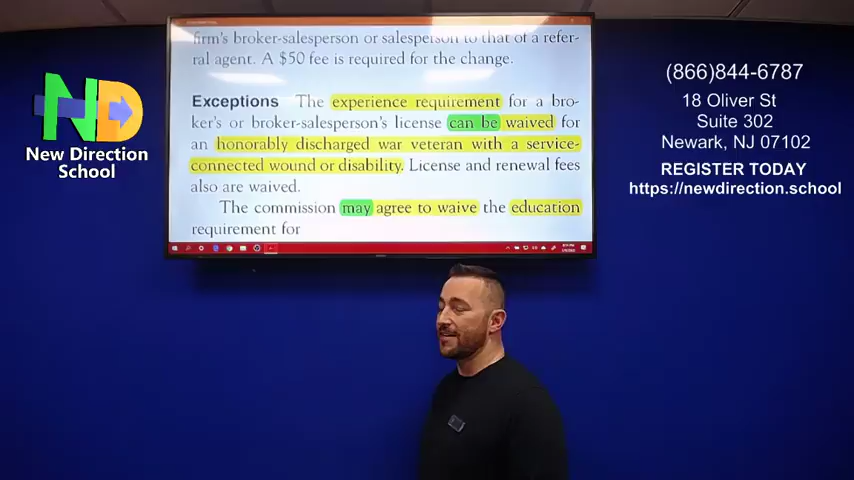 firm's broker-salesperson or salesperson to that of a refer-
ral agent. A $50 fee is required for the change.
Exceptions The experience requirement for a bro-
ker's or broker-salesperson's license can be waived for
an honorably discharged war veteran with a service-
connected wound or disability. License and renewal fees
also are waived.
The commission may agree to waive the education
requirement for
ND
New Direction
School
(866)844-6787
18 Oliver St
Suite 302
Newark, NJ 07102
REGISTER TODAY
https://newdirection.school